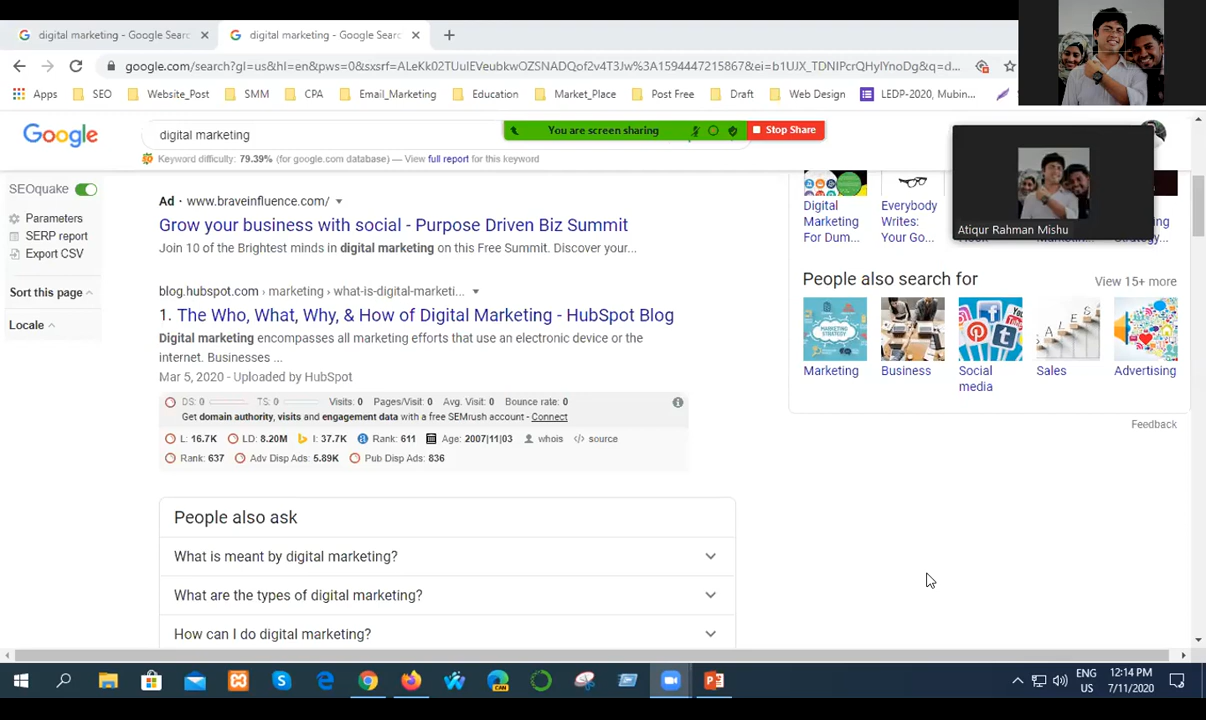 digital marketing - Google Searc
digital marketing - Google Searc
google.com/search?gl=us&hl=en&pws=0&sxsrf=ALeKk02TUulEVeubkwOZSNADQof2v4T3Jw%3A1594447215867&ei=b1UJX_TDNIPcrQHyIYnoDg&q=d...
Apps
SEO
Website_Post
SMM
CPA
Email_Marketing
Education
Market_Place
Post Free
Draft
Web Design
LEDP-2020, Mubin...
Google
digital marketing
You are screen sharing
Stop Share
Keyword difficulty: 79.39% (for google.com database) — View full report for this keyword
SEOquake
Parameters
SERP report
Export CSV
Sort this page
Locale
Ad · www.braveinfluence.com/
Grow your business with social - Purpose Driven Biz Summit
Join 10 of the Brightest minds in digital marketing on this Free Summit. Discover your...
blog.hubspot.com › marketing › what-is-digital-marketi...
1. The Who, What, Why, & How of Digital Marketing - HubSpot Blog
Digital marketing encompasses all marketing efforts that use an electronic device or the
internet. Businesses ...
Mar 5, 2020 - Uploaded by HubSpot
DS: 0 TS: 0 Visits: 0 Pages/Visit: 0 Avg. Visit: 0 Bounce rate: 0
Get domain authority, visits and engagement data with a free SEMrush account - Connect
L: 16.7K LD: 8.20M I: 37.7K Rank: 611 Age: 2007|11|03 whois source
Rank: 637 Adv Disp Ads: 5.89K Pub Disp Ads: 836
People also ask
What is meant by digital marketing?
What are the types of digital marketing?
How can I do digital marketing?
Digital
Marketing
For Dum...
Everybody
Writes:
Your Go...
Atiqur Rahman Mishu
People also search for
View 15+ more
MARKETING STRATEGY
SALES
Marketing
Business
Social
media
Sales
Advertising
Feedback
CAN
ENG
US
12:14 PM
7/11/2020